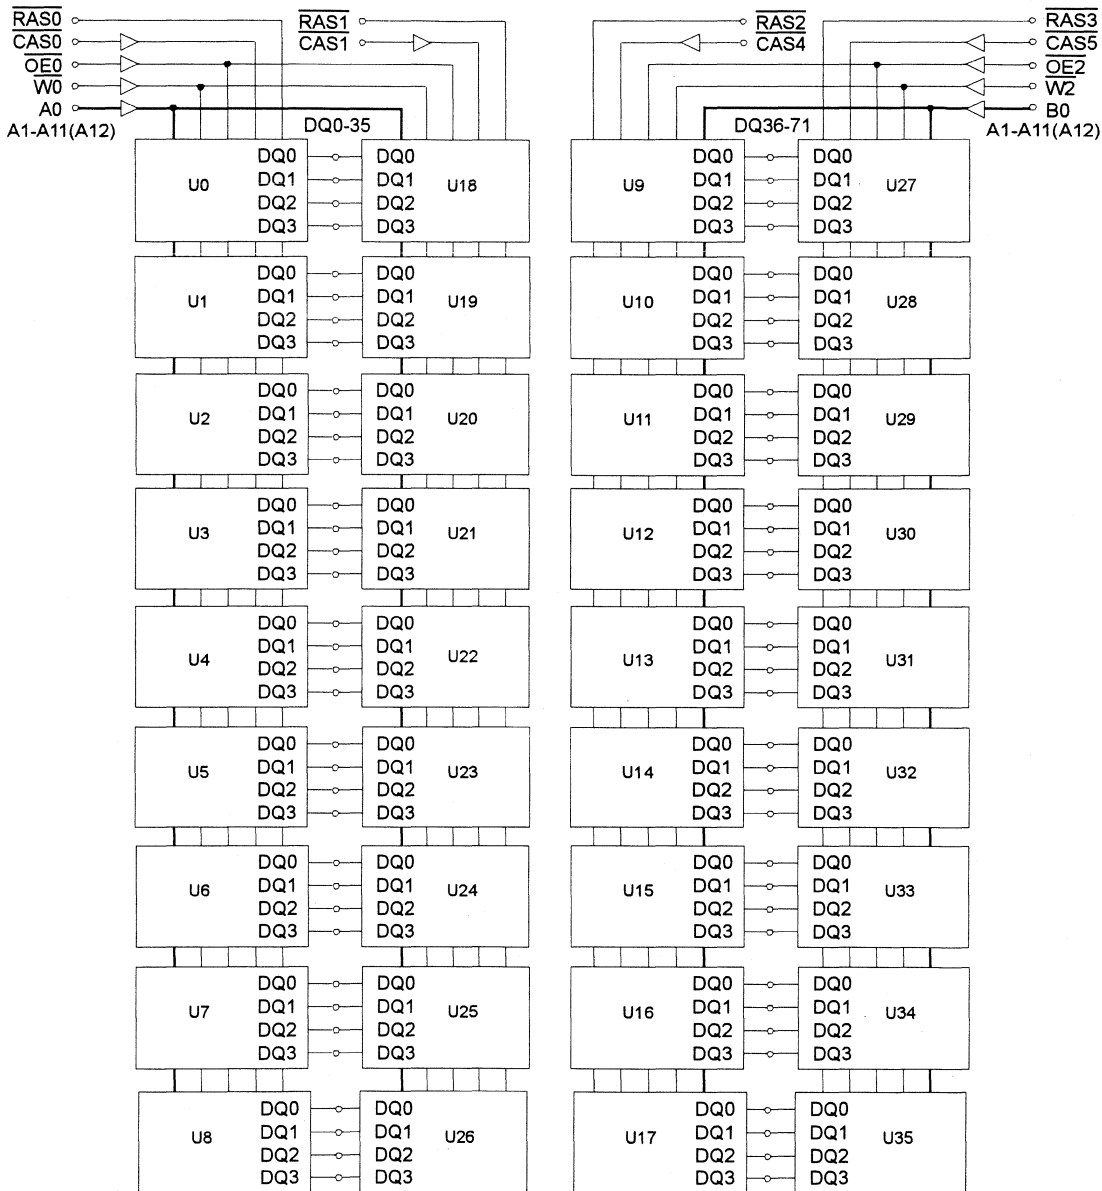 RAS0 RAS1 RAS2 RAS3
CAS0 CAS1 CAS4 CAS5
OE0 OE2
W0 W2
A0 B0
A1-A11(A12) DQ0-35 DQ36-71 A1-A11(A12)
U0 DQ0 DQ0 U18 U9 DQ0 DQ0 U27
DQ1 DQ1 DQ1 DQ1
DQ2 DQ2 DQ2 DQ2
DQ3 DQ3 DQ3 DQ3
U1 DQ0 DQ0 U19 U10 DQ0 DQ0 U28
DQ1 DQ1 DQ1 DQ1
DQ2 DQ2 DQ2 DQ2
DQ3 DQ3 DQ3 DQ3
U2 DQ0 DQ0 U20 U11 DQ0 DQ0 U29
DQ1 DQ1 DQ1 DQ1
DQ2 DQ2 DQ2 DQ2
DQ3 DQ3 DQ3 DQ3
U3 DQ0 DQ0 U21 U12 DQ0 DQ0 U30
DQ1 DQ1 DQ1 DQ1
DQ2 DQ2 DQ2 DQ2
DQ3 DQ3 DQ3 DQ3
U4 DQ0 DQ0 U22 U13 DQ0 DQ0 U31
DQ1 DQ1 DQ1 DQ1
DQ2 DQ2 DQ2 DQ2
DQ3 DQ3 DQ3 DQ3
U5 DQ0 DQ0 U23 U14 DQ0 DQ0 U32
DQ1 DQ1 DQ1 DQ1
DQ2 DQ2 DQ2 DQ2
DQ3 DQ3 DQ3 DQ3
U6 DQ0 DQ0 U24 U15 DQ0 DQ0 U33
DQ1 DQ1 DQ1 DQ1
DQ2 DQ2 DQ2 DQ2
DQ3 DQ3 DQ3 DQ3
U7 DQ0 DQ0 U25 U16 DQ0 DQ0 U34
DQ1 DQ1 DQ1 DQ1
DQ2 DQ2 DQ2 DQ2
DQ3 DQ3 DQ3 DQ3
U8 DQ0 DQ0 U26 U17 DQ0 DQ0 U35
DQ1 DQ1 DQ1 DQ1
DQ2 DQ2 DQ2 DQ2
DQ3 DQ3 DQ3 DQ3